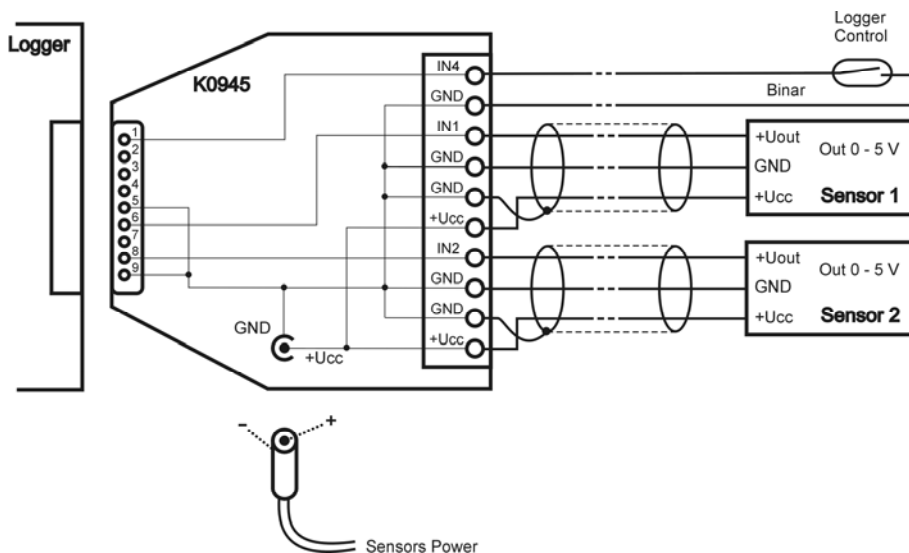 Logger
K0945
1
2
3
4
5
6
7
8
9
GND
+Ucc
IN4
GND
IN1
GND
GND
+Ucc
IN2
GND
GND
+Ucc
Logger
Control
Binar
+Uout
Out 0 - 5 V
GND
Sensor 1
+Ucc
+Uout
Out 0 - 5 V
GND
Sensor 2
+Ucc
- +
Sensors Power